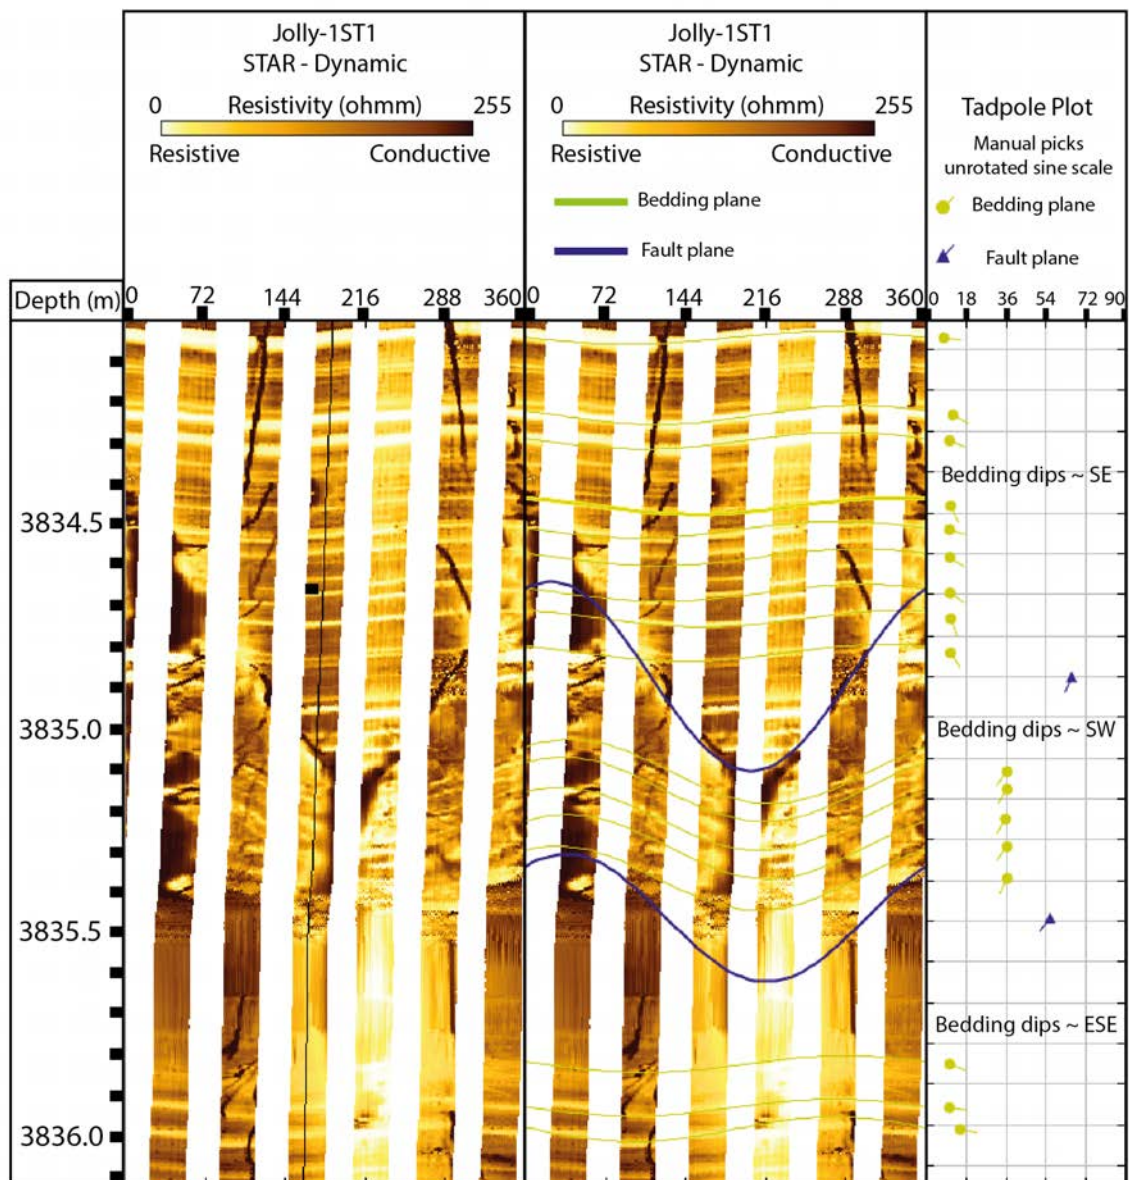 Jolly-1ST1
STAR - Dynamic
0 Resistivity (ohmm) 255
Resistive Conductive
Jolly-1ST1
STAR - Dynamic
0 Resistivity (ohmm) 255
Resistive Conductive
Bedding plane
Fault plane
Tadpole Plot
Manual picks
unrotated sine scale
Bedding plane
Fault plane
Depth (m)
0 72 144 216 288 360
0 72 144 216 288 360
0 18 36 54 72 90
Bedding dips ~ SE
3834.5
3835.0
Bedding dips ~ SW
3835.5
Bedding dips ~ ESE
3836.0